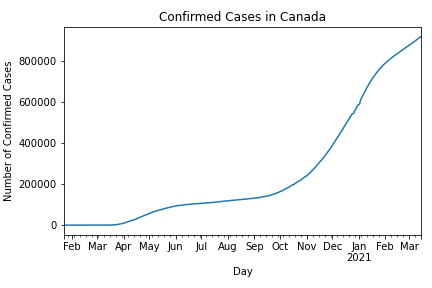 Confirmed Cases in Canada
Number of Confirmed Cases
800000
600000
400000
200000
0
Feb Mar Apr May Jun Jul Aug Sep Oct Nov Dec Jan Feb Mar
2021
Day